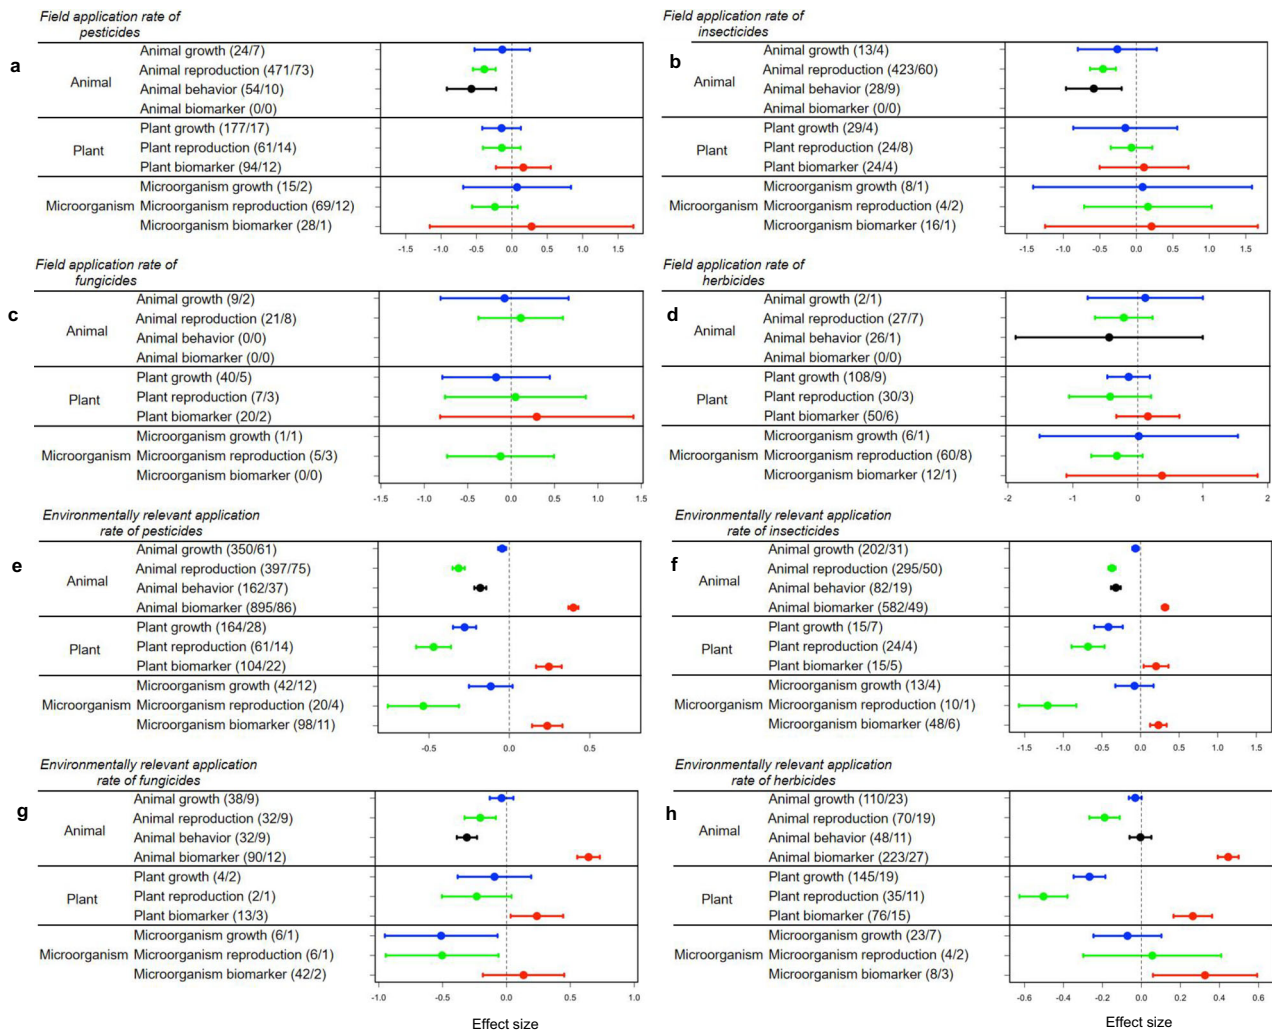 Field application rate of
pesticides
a
Animal
Animal growth (24/7)
Animal reproduction (471/73)
Animal behavior (54/10)
Animal biomarker (0/0)
Plant
Plant growth (177/17)
Plant reproduction (61/14)
Plant biomarker (94/12)
Microorganism
Microorganism growth (15/2)
Microorganism reproduction (69/12)
Microorganism biomarker (28/1)
-1.5 -1.0 -0.5 0.0 0.5 1.0 1.5
Field application rate of
insecticides
b
Animal
Animal growth (13/4)
Animal reproduction (423/60)
Animal behavior (28/9)
Animal biomarker (0/0)
Plant
Plant growth (29/4)
Plant reproduction (24/8)
Plant biomarker (24/4)
Microorganism
Microorganism growth (8/1)
Microorganism reproduction (4/2)
Microorganism biomarker (16/1)
-1.5 -1.0 -0.5 0.0 0.5 1.0 1.5
Field application rate of
fungicides
c
Animal
Animal growth (9/2)
Animal reproduction (21/8)
Animal behavior (0/0)
Animal biomarker (0/0)
Plant
Plant growth (40/5)
Plant reproduction (7/3)
Plant biomarker (20/2)
Microorganism
Microorganism growth (1/1)
Microorganism reproduction (5/3)
Microorganism biomarker (0/0)
-1.5 -1.0 -0.5 0.0 0.5 1.0 1.5
Field application rate of
herbicides
d
Animal
Animal growth (2/1)
Animal reproduction (27/7)
Animal behavior (26/1)
Animal biomarker (0/0)
Plant
Plant growth (108/9)
Plant reproduction (30/3)
Plant biomarker (50/6)
Microorganism
Microorganism growth (6/1)
Microorganism reproduction (60/8)
Microorganism biomarker (12/1)
-2 -1 0 1 2
Environmentally relevant application
rate of pesticides
e
Animal
Animal growth (350/61)
Animal reproduction (397/75)
Animal behavior (162/37)
Animal biomarker (895/86)
Plant
Plant growth (164/28)
Plant reproduction (61/14)
Plant biomarker (104/22)
Microorganism
Microorganism growth (42/12)
Microorganism reproduction (20/4)
Microorganism biomarker (98/11)
-0.5 0.0 0.5
Environmentally relevant application
rate of insecticides
f
Animal
Animal growth (202/31)
Animal reproduction (295/50)
Animal behavior (82/19)
Animal biomarker (582/49)
Plant
Plant growth (15/7)
Plant reproduction (24/4)
Plant biomarker (15/5)
Microorganism
Microorganism growth (13/4)
Microorganism reproduction (10/1)
Microorganism biomarker (48/6)
-1.5 -1.0 -0.5 0.0 0.5 1.0 1.5
Environmentally relevant application
rate of fungicides
g
Animal
Animal growth (38/9)
Animal reproduction (32/9)
Animal behavior (32/9)
Animal biomarker (90/12)
Plant
Plant growth (4/2)
Plant reproduction (2/1)
Plant biomarker (13/3)
Microorganism
Microorganism growth (6/1)
Microorganism reproduction (6/1)
Microorganism biomarker (42/2)
-1.0 -0.5 0.0 0.5 1.0
Effect size
Environmentally relevant application
rate of herbicides
h
Animal
Animal growth (110/23)
Animal reproduction (70/19)
Animal behavior (48/11)
Animal biomarker (223/27)
Plant
Plant growth (145/19)
Plant reproduction (35/11)
Plant biomarker (76/15)
Microorganism
Microorganism growth (23/7)
Microorganism reproduction (4/2)
Microorganism biomarker (8/3)
-0.6 -0.4 -0.2 0.0 0.2 0.4 0.6
Effect size